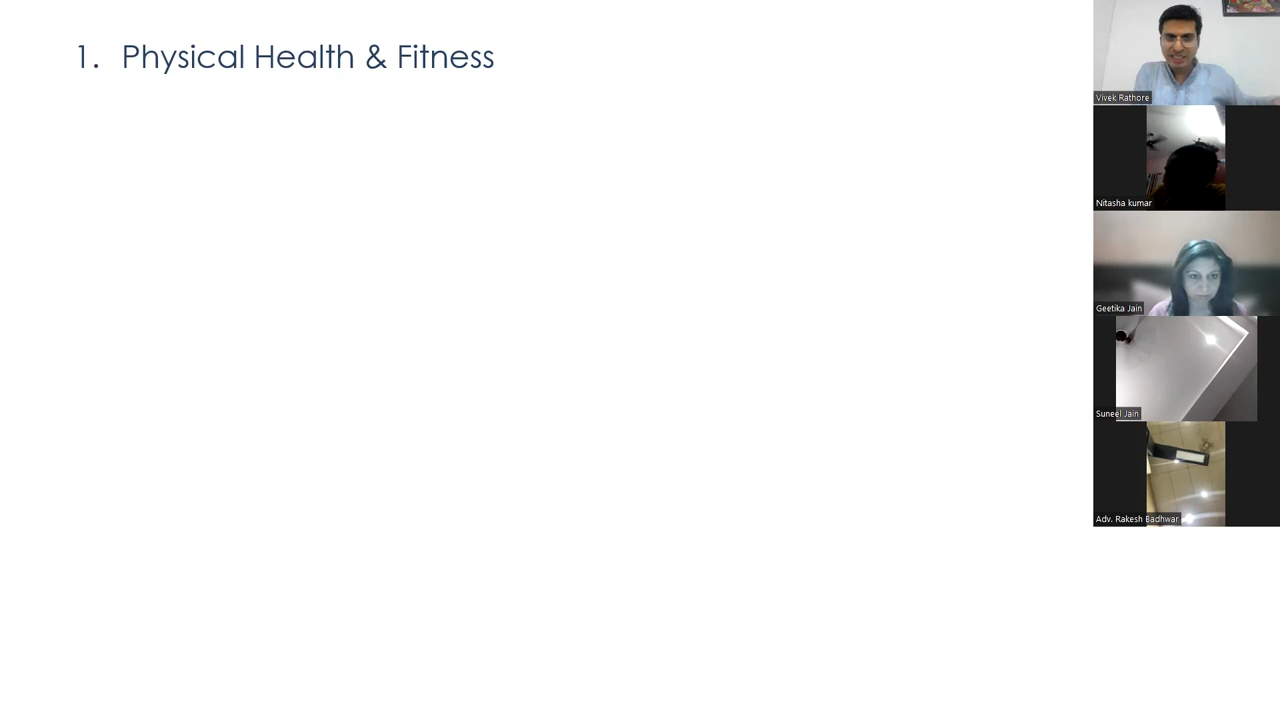 1. Physical Health & Fitness
Vivek Rathore
Nitasha kumar
Geetika Jain
Suneel Jain
Adv. Rakesh Badhwar